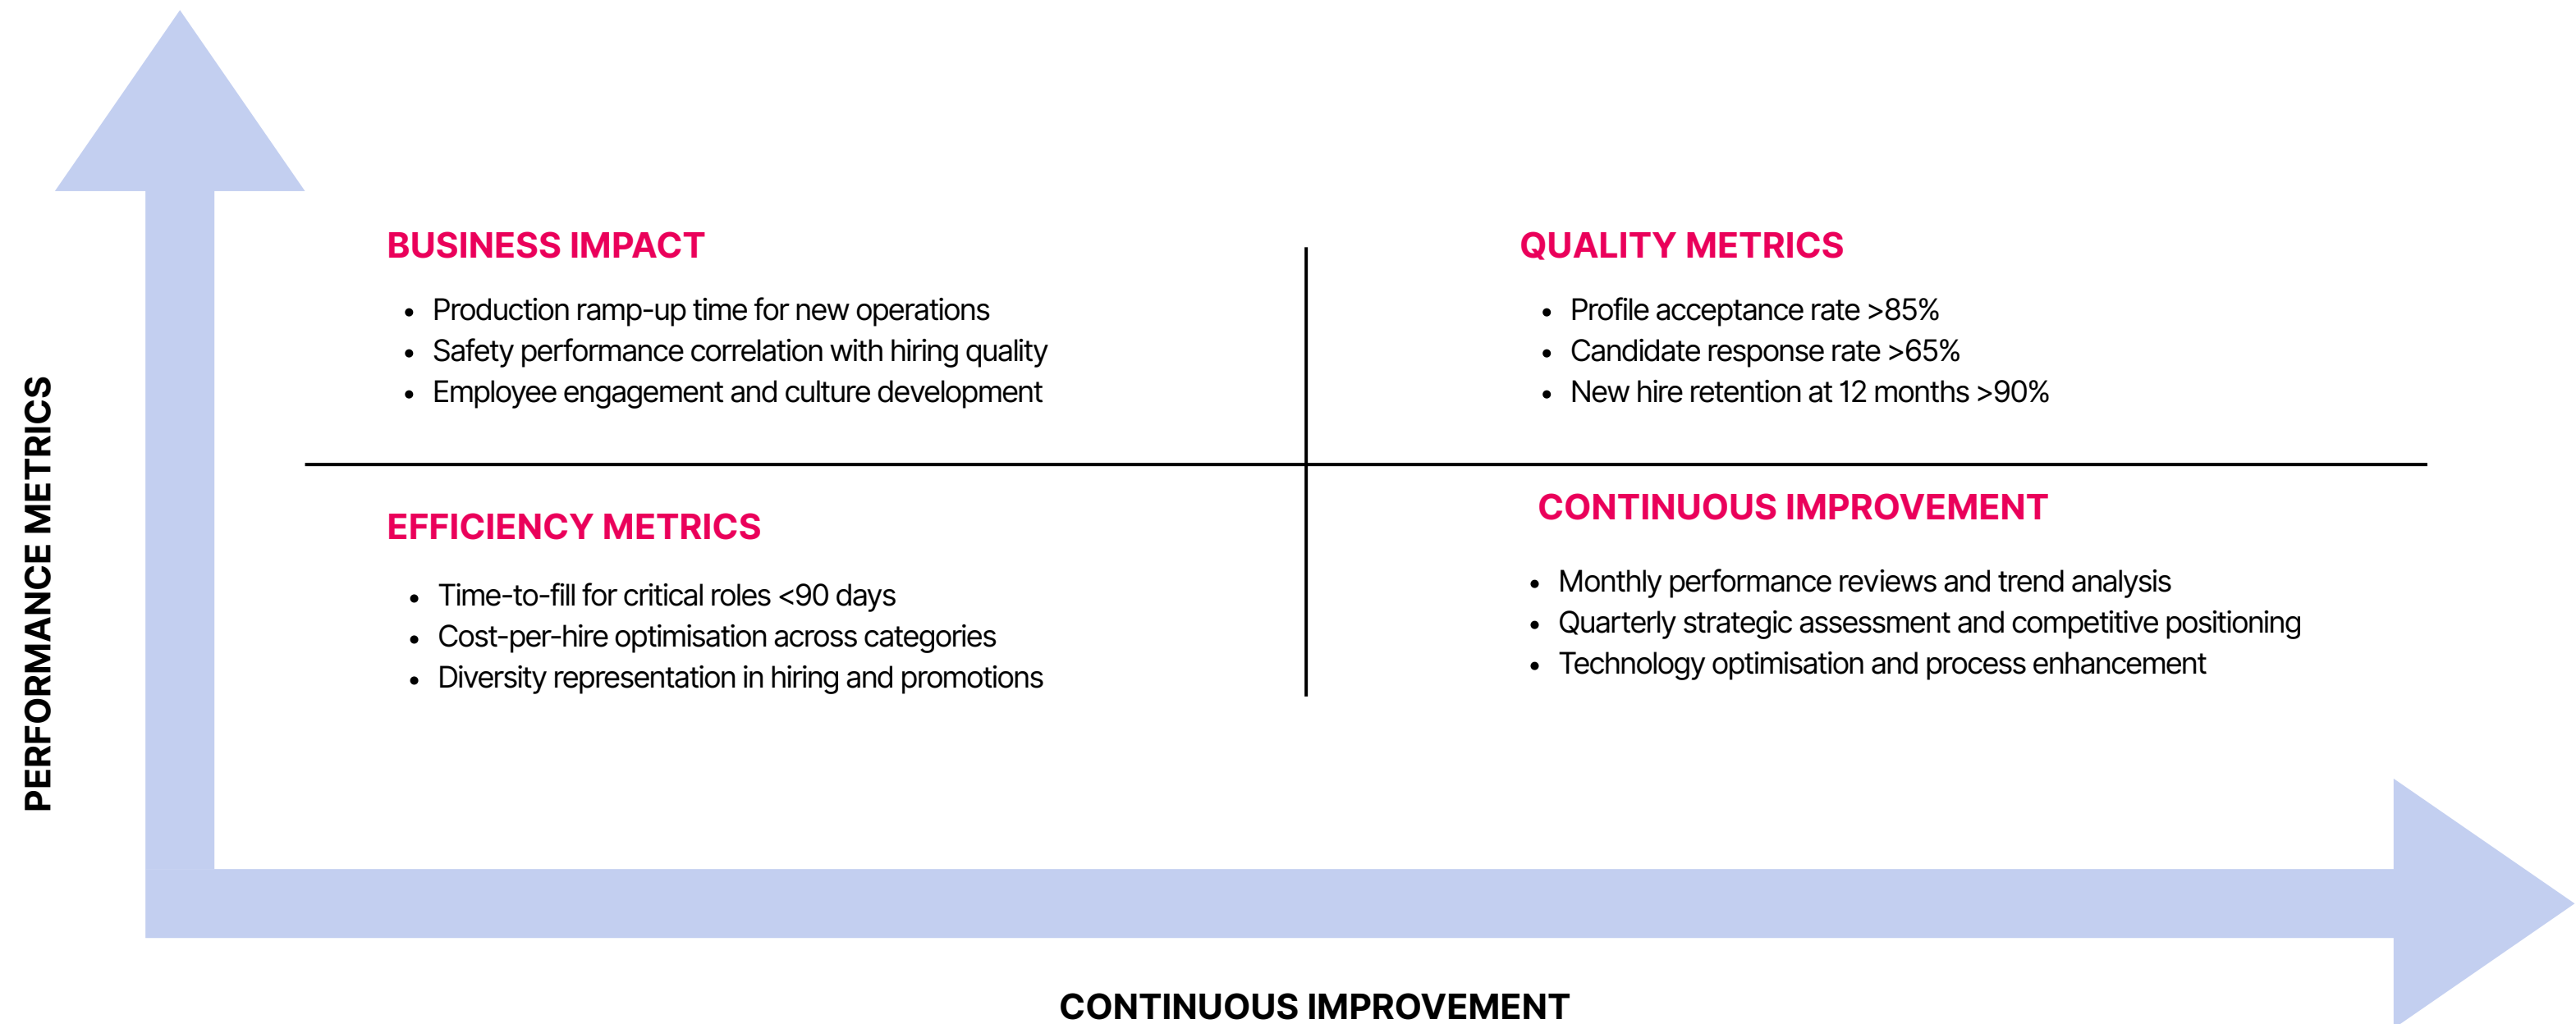 PERFORMANCE METRICS
BUSINESS IMPACT
• Production ramp-up time for new operations
• Safety performance correlation with hiring quality
• Employee engagement and culture development
QUALITY METRICS
• Profile acceptance rate >85%
• Candidate response rate >65%
• New hire retention at 12 months >90%
EFFICIENCY METRICS
• Time-to-fill for critical roles <90 days
• Cost-per-hire optimisation across categories
• Diversity representation in hiring and promotions
CONTINUOUS IMPROVEMENT
• Monthly performance reviews and trend analysis
• Quarterly strategic assessment and competitive positioning
• Technology optimisation and process enhancement
CONTINUOUS IMPROVEMENT